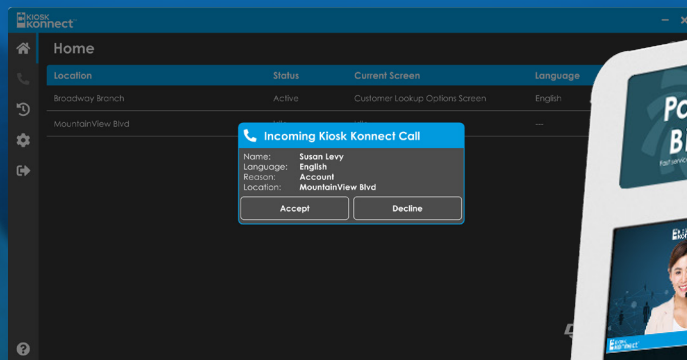 KIOSK
konnect
Home
Location Status Current Screen Language
Broadway Branch Active Customer Lookup Options Screen English
MountainView Blvd
Incoming Kiosk Konnect Call
Name: Susan Levy
Language: English
Reason: Account
Location: MountainView Blvd
Accept Decline